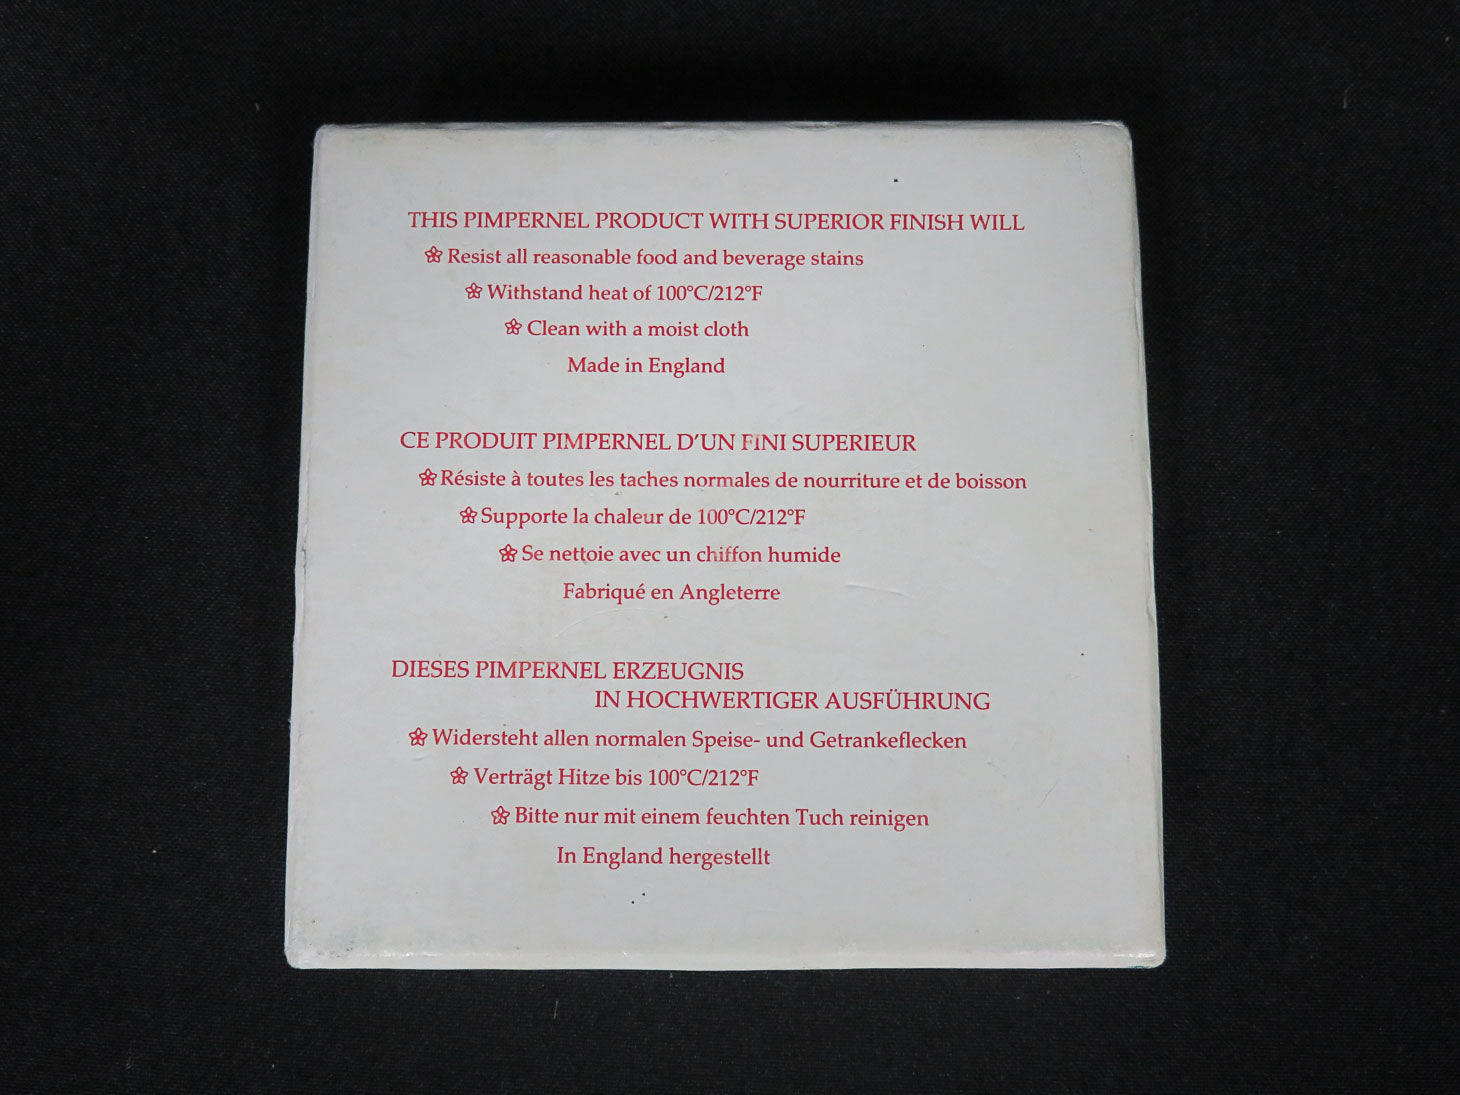 THIS PIMPERNEL PRODUCT WITH SUPERIOR FINISH WILL
Resist all reasonable food and beverage stains
Withstand heat of 100°C/212°F
Clean with a moist cloth
Made in England
CE PRODUIT PIMPERNEL D'UN FINI SUPERIEUR
Résiste à toutes les taches normales de nourriture et de boisson
Supporte la chaleur de 100°C/212°F
Se nettoie avec un chiffon humide
Fabriqué en Angleterre
DIESES PIMPERNEL ERZEUGNIS
IN HOCHWERTIGER AUSFÜHRUNG
Widersteht allen normalen Speise- und Getrankeflecken
Verträgt Hitze bis 100°C/212°F
Bitte nur mit einem feuchten Tuch reinigen
In England hergestellt